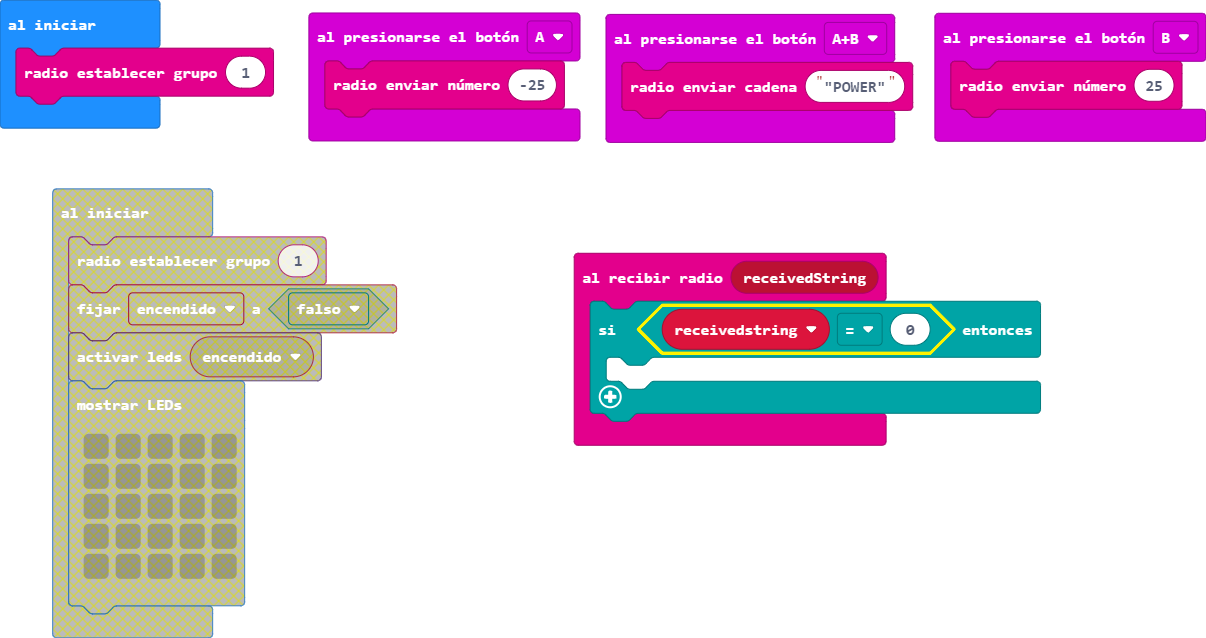 al iniciar
radio establecer grupo 1
al presionarse el botón A
radio enviar número -25
al presionarse el botón A+B
radio enviar cadena ""POWER""
al presionarse el botón B
radio enviar número 25
al iniciar
radio establecer grupo 1
fijar encendido a falso
activar leds encendido
mostrar LEDs
al recibir radio receivedString
si receivedstring = 0 entonces